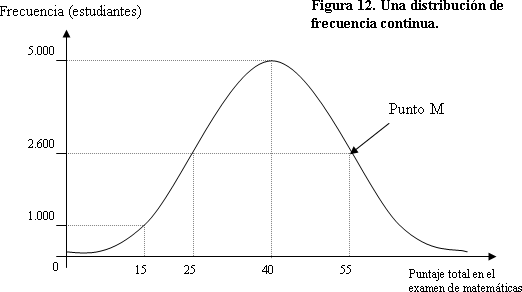 Figura 12. Una distribución de
frecuencia continua.
Frecuencia (estudiantes)
5.000
Punto M
2.600
1.000
0
15
25
40
55
Puntaje total en el
examen de matemáticas